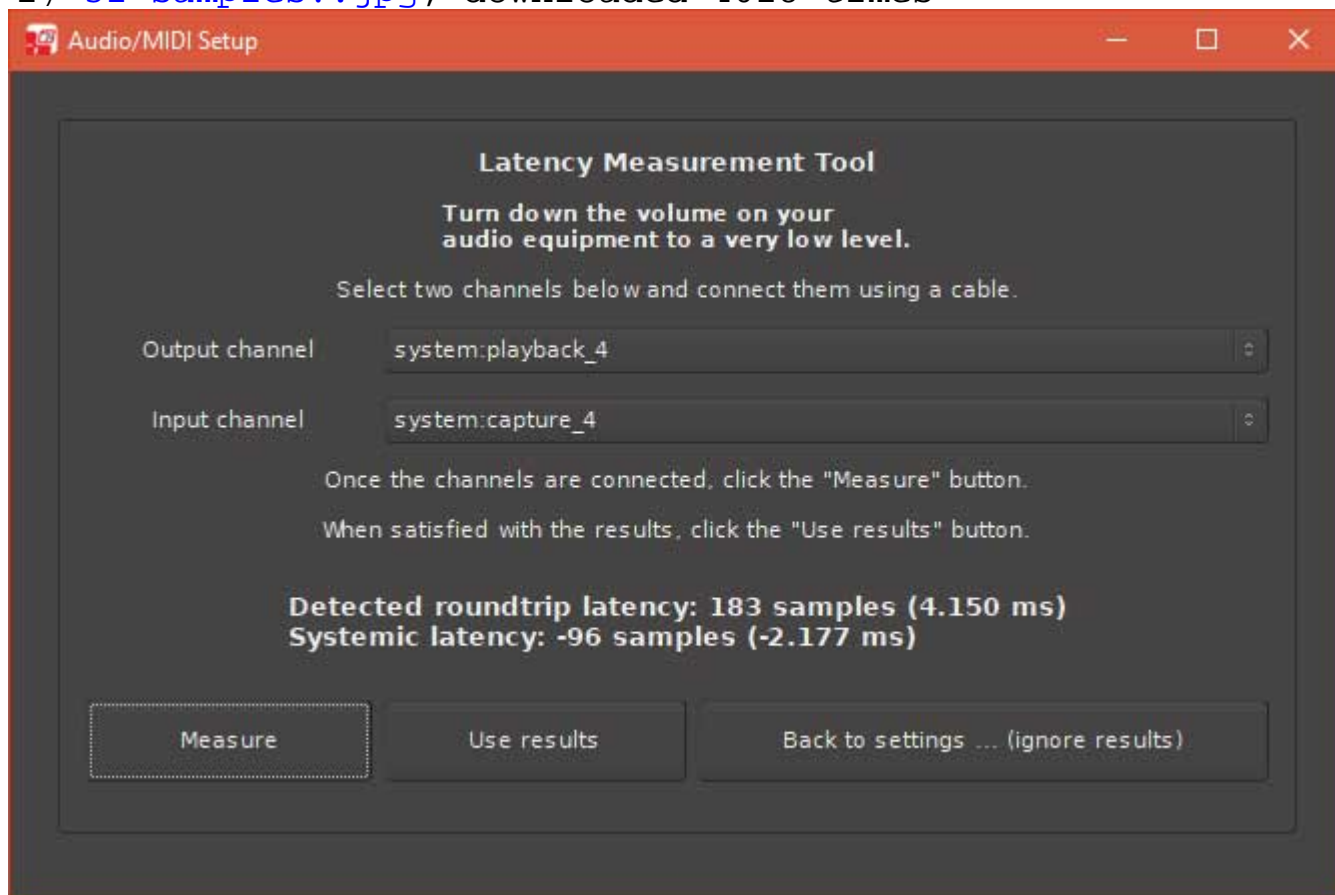 Audio/MIDI Setup
Latency Measurement Tool
Turn down the volume on your
audio equipment to a very low level.
Select two channels below and connect them using a cable.
Output channel system:playback_4
Input channel system:capture_4
Once the channels are connected, click the "Measure" button.
When satisfied with the results, click the "Use results" button.
Detected roundtrip latency: 183 samples (4.150 ms)
Systemic latency: -96 samples (-2.177 ms)
Measure Use results Back to settings ... (ignore results)